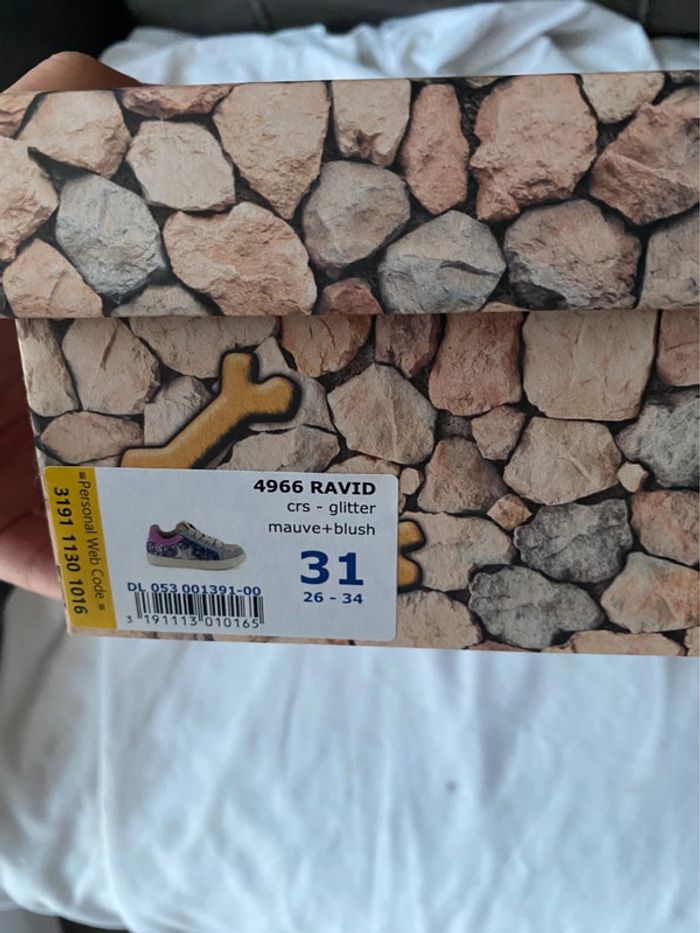 4966 RAVID
crs - glitter
mauve+blush
31
26 - 34
DL 053 001391-00
3 191113 010165
Personal Web Code
3191 1130 1016